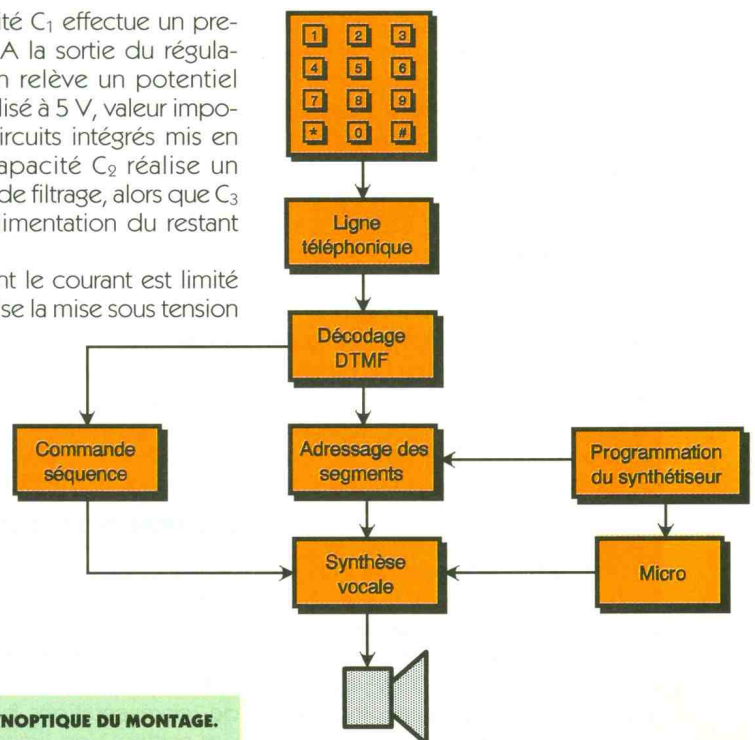 ité C₁ effectue un pre-
A la sortie du régula-
n relève un potentiel
lisé à 5 V, valeur impo-
ircuits intégrés mis en
apacité C₂ réalise un
de filtrage, alors que C₃
limentation du restant
nt le courant est limité
se la mise sous tension
1 2 3
4 5 6
7 8 9
* 0 #
Ligne
téléphonique
Décodage
DTMF
Commande
séquence
Adressage des
segments
Programmation
du synthétiseur
Synthèse
vocale
Micro
NOPTIQUE DU MONTAGE.